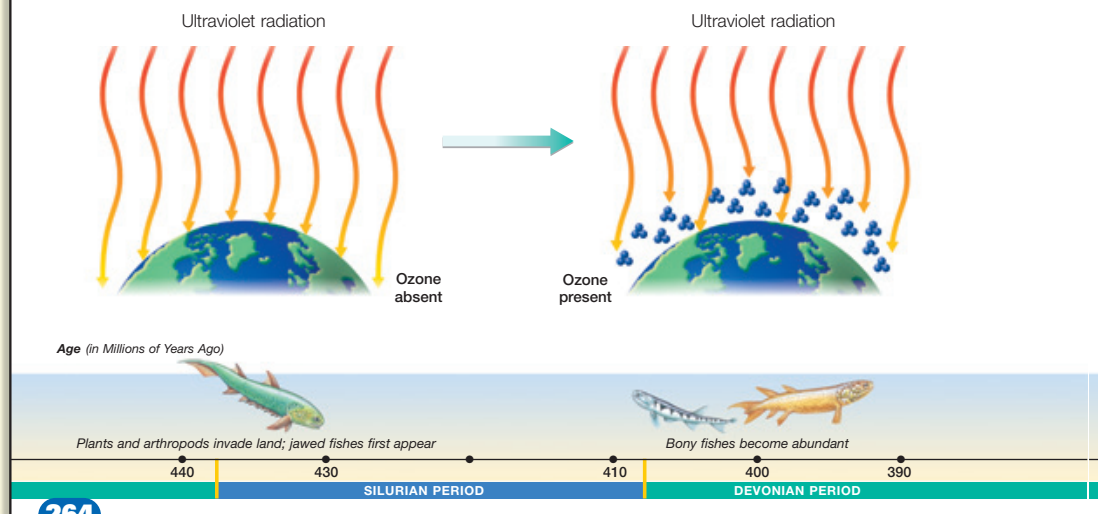 Ultraviolet radiation
Ultraviolet radiation
Ozone
absent
Ozone
present
Age (in Millions of Years Ago)
Plants and arthropods invade land; jawed fishes first appear
Bony fishes become abundant
440
430
410
400
390
SILURIAN PERIOD
DEVONIAN PERIOD
264